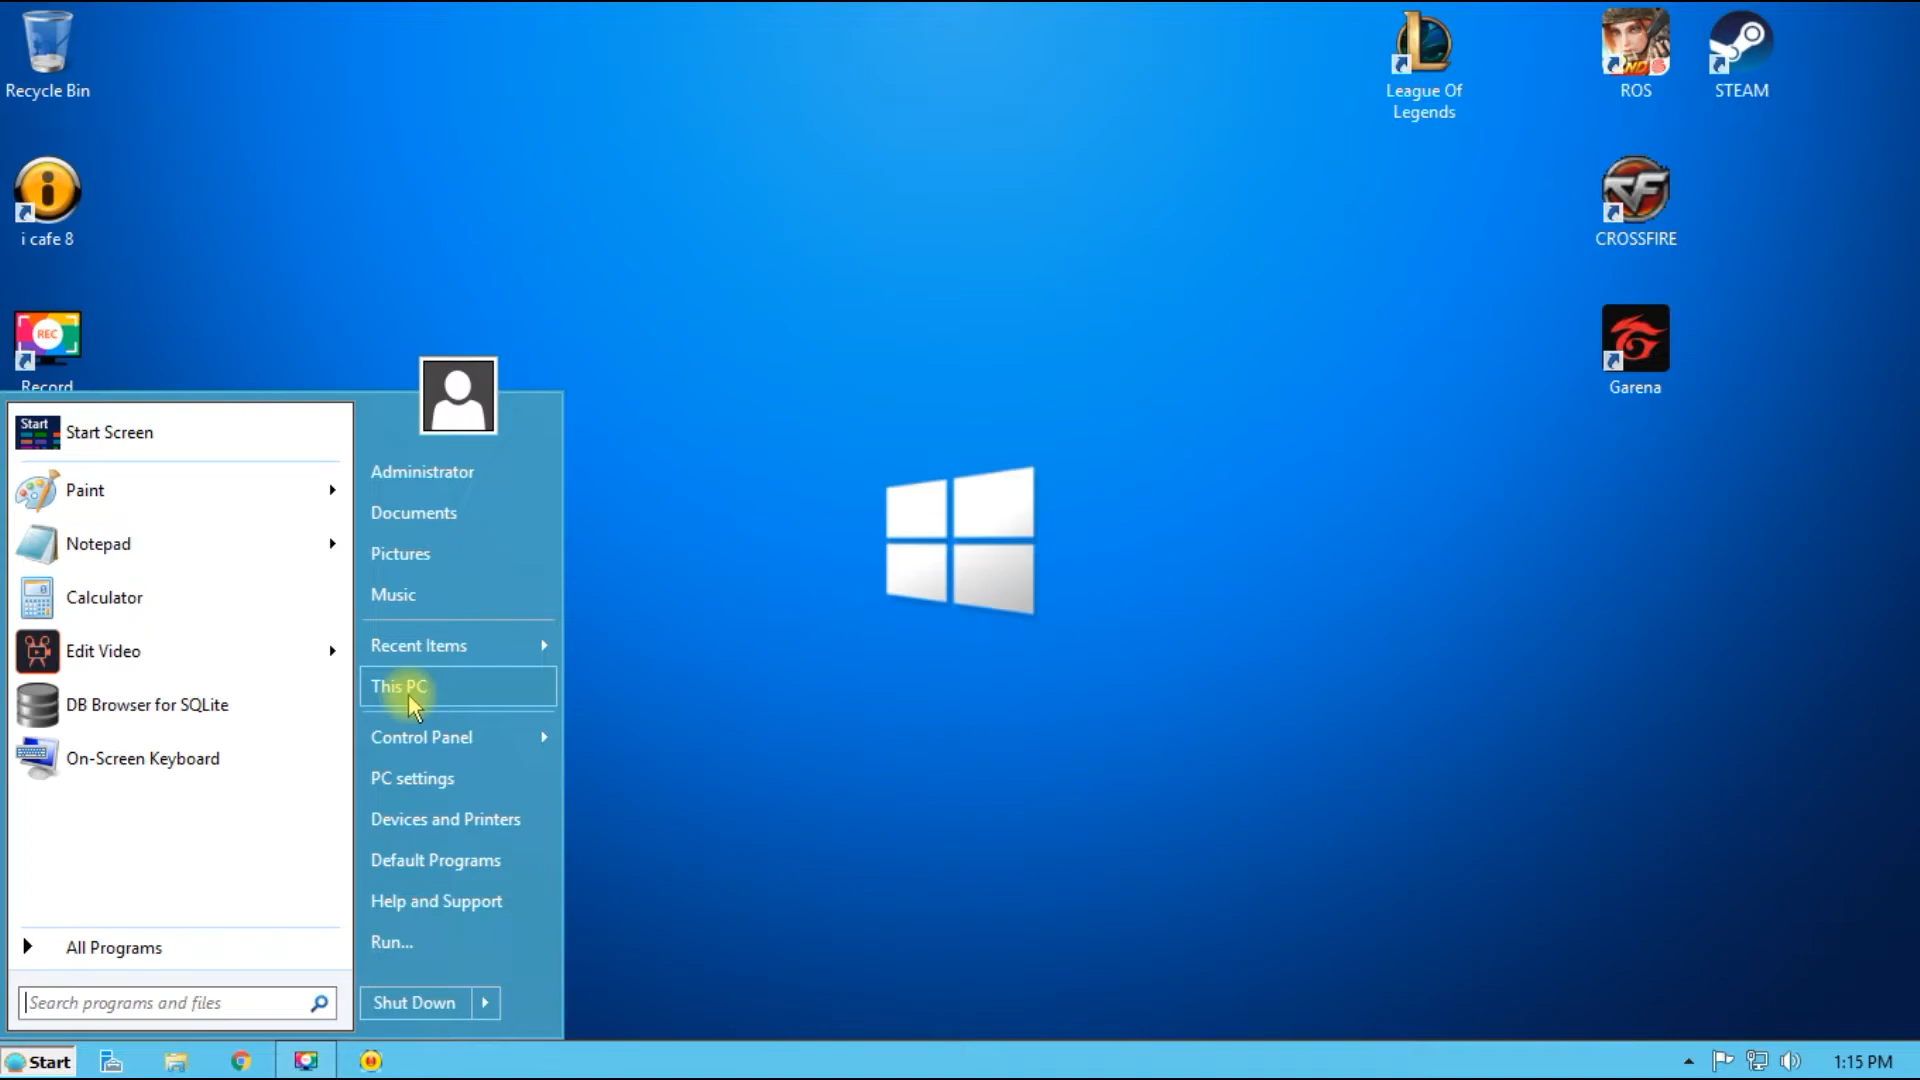 Recycle Bin
i cafe 8
REC
Record
League Of
Legends
ROS
STEAM
CROSSFIRE
Garena
Start
Start Screen
Paint
Notepad
Calculator
Edit Video
DB Browser for SQLite
On-Screen Keyboard
All Programs
Search programs and files
Administrator
Documents
Pictures
Music
Recent Items
This PC
Control Panel
PC settings
Devices and Printers
Default Programs
Help and Support
Run...
Shut Down
Start
1:15 PM